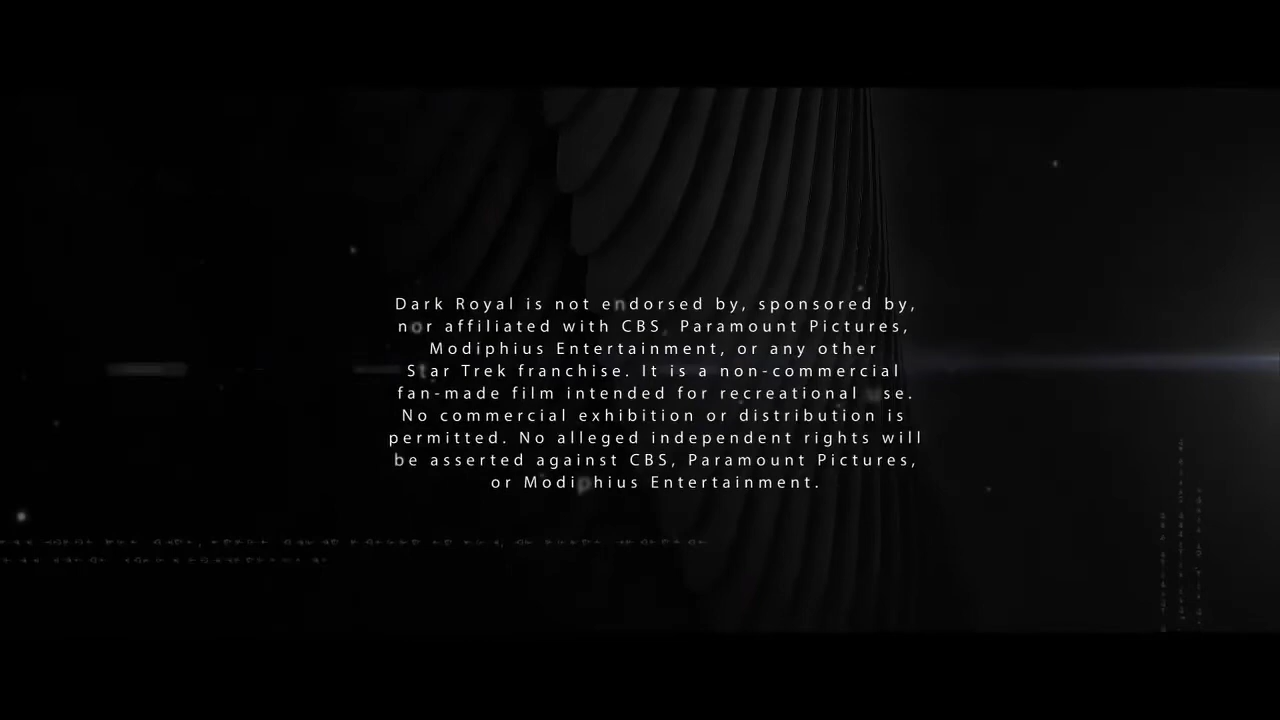 Dark Royal is not endorsed by, sponsored by,
nor affiliated with CBS, Paramount Pictures,
Modiphius Entertainment, or any other
Star Trek franchise. It is a non-commercial
fan-made film intended for recreational use.
No commercial exhibition or distribution is
permitted. No alleged independent rights will
be asserted against CBS, Paramount Pictures,
or Modiphius Entertainment.